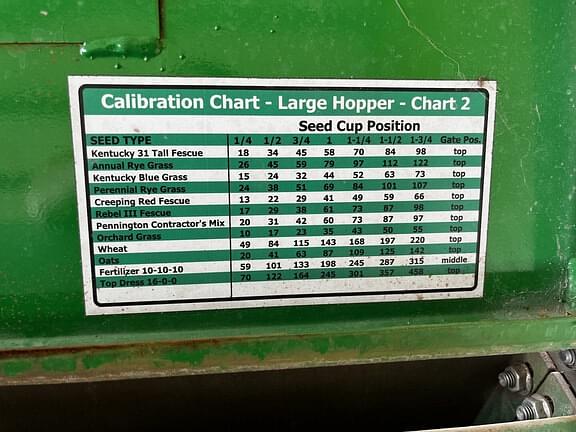 Calibration Chart - Large Hopper - Chart 2
Seed Cup Position
SEED TYPE 1/4 1/2 3/4 1 1-1/4 1-1/2 1-3/4 Gate Pos.
Kentucky 31 Tall Fescue 18 34 45 58 70 84 98 top
Annual Rye Grass 26 45 59 79 97 112 122 top
Kentucky Blue Grass 15 24 32 44 52 63 73 top
Perennial Rye Grass 24 38 51 69 84 101 107 top
Creeping Red Fescue 13 22 29 41 49 59 66 top
Rebel III Fescue 17 29 38 61 73 87 98 top
Pennington Contractor's Mix 20 31 42 60 73 87 97 top
Orchard Grass 10 17 23 35 43 50 55 top
Wheat 49 84 115 143 168 197 220 top
Oats 20 41 63 87 109 125 142 top
Fertilizer 10-10-10 59 101 133 198 245 287 315 middle
Top Dress 16-0-0 70 122 164 245 301 357 458 top